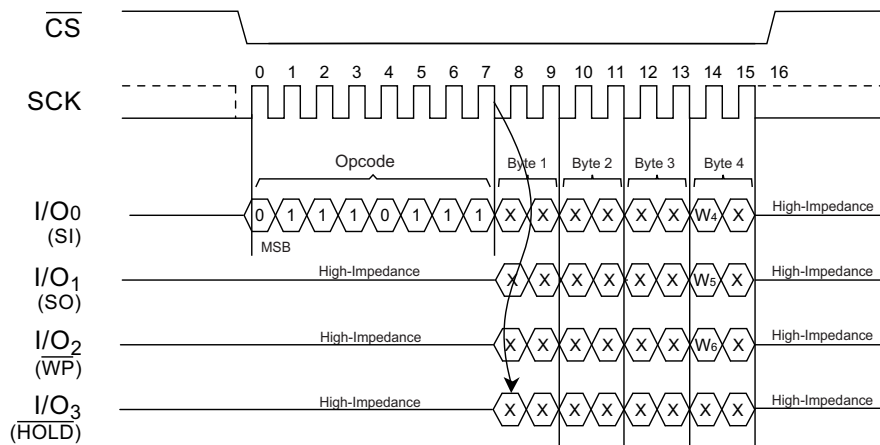 CS
0 1 2 3 4 5 6 7 8 9 10 11 12 13 14 15 16
SCK
Opcode Byte 1 Byte 2 Byte 3 Byte 4
I/O0 0 1 1 1 0 1 1 1 X X X X X X W4 X High-Impedance
(SI) MSB
I/O1 High-Impedance X X X X X X W5 X High-Impedance
(SO)
I/O2 High-Impedance X X X X X X W6 X High-Impedance
(WP)
I/O3 High-Impedance X X X X X X X X High-Impedance
(HOLD)